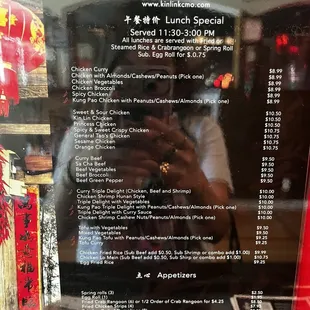 www.kinlinkcmo.com
午餐特价 Lunch Special
Served 11:30-3:00 PM
All lunches are served with Fried or
Steamed Rice & Crabrangoon or Spring Roll
Sub. Egg Roll for $.0.75
Chicken Curry $8.99
Chicken with Almonds/Cashews/Peanuts (Pick one) $8.99
Chicken Vegetables $8.99
Chicken Broccoli $8.99
Spicy Chicken $8.99
Kung Pao Chicken with Peanuts/Cashews/Almonds (Pick one) $8.99
Sweet & Sour Chicken $10.50
Kin Lin Chicken $10.50
Princess Chicken $10.50
Spicy & Sweet Crispy Chicken $10.75
General Tao's Chicken $10.75
Sesame Chicken $10.75
Orange Chicken $10.75
Curry Beef $9.50
Sa Cha Beef $9.50
Beef Vegetables $9.50
Beef Broccoli $9.50
Beef Green Pepper $9.50
Curry Triple Delight (Chicken, Beef and Shrimp) $10.00
Chicken Shrimp Hunan Style $10.00
Triple Delight with Vegetables $10.00
Kung Pao Triple Delight with Peanuts/Cashews/Almonds (Pick one) $10.00
Triple Delight with Curry Sauce $10.00
Chicken Shrimp Cashew Nuts/Peanuts/Almonds (Pick one) $10.00
Tofu with Vegetables $9.25
Mixed Vegetables $9.25
Kung Pao Tofu with Peanuts/Cashews/Almonds (Pick one) $9.25
Tofu Curry $9.25
Chicken Fried Rice (Sub Beef add $0.50, Sub Shrimp or combo add $1.00) $9.99
Chicken Lo Mein (Sub Beef add $0.50, Sub Shirp or combo add $1.00) $10.75
Egg Fried Rice $9.25
点心 Appetizers
Spring rolls (3) $2.50
Egg Roll (1)
Fried Crab Rangoon (6) or 1/2 Order of Crab Rangoon for $4.25
Fried Chicken Strips (4)